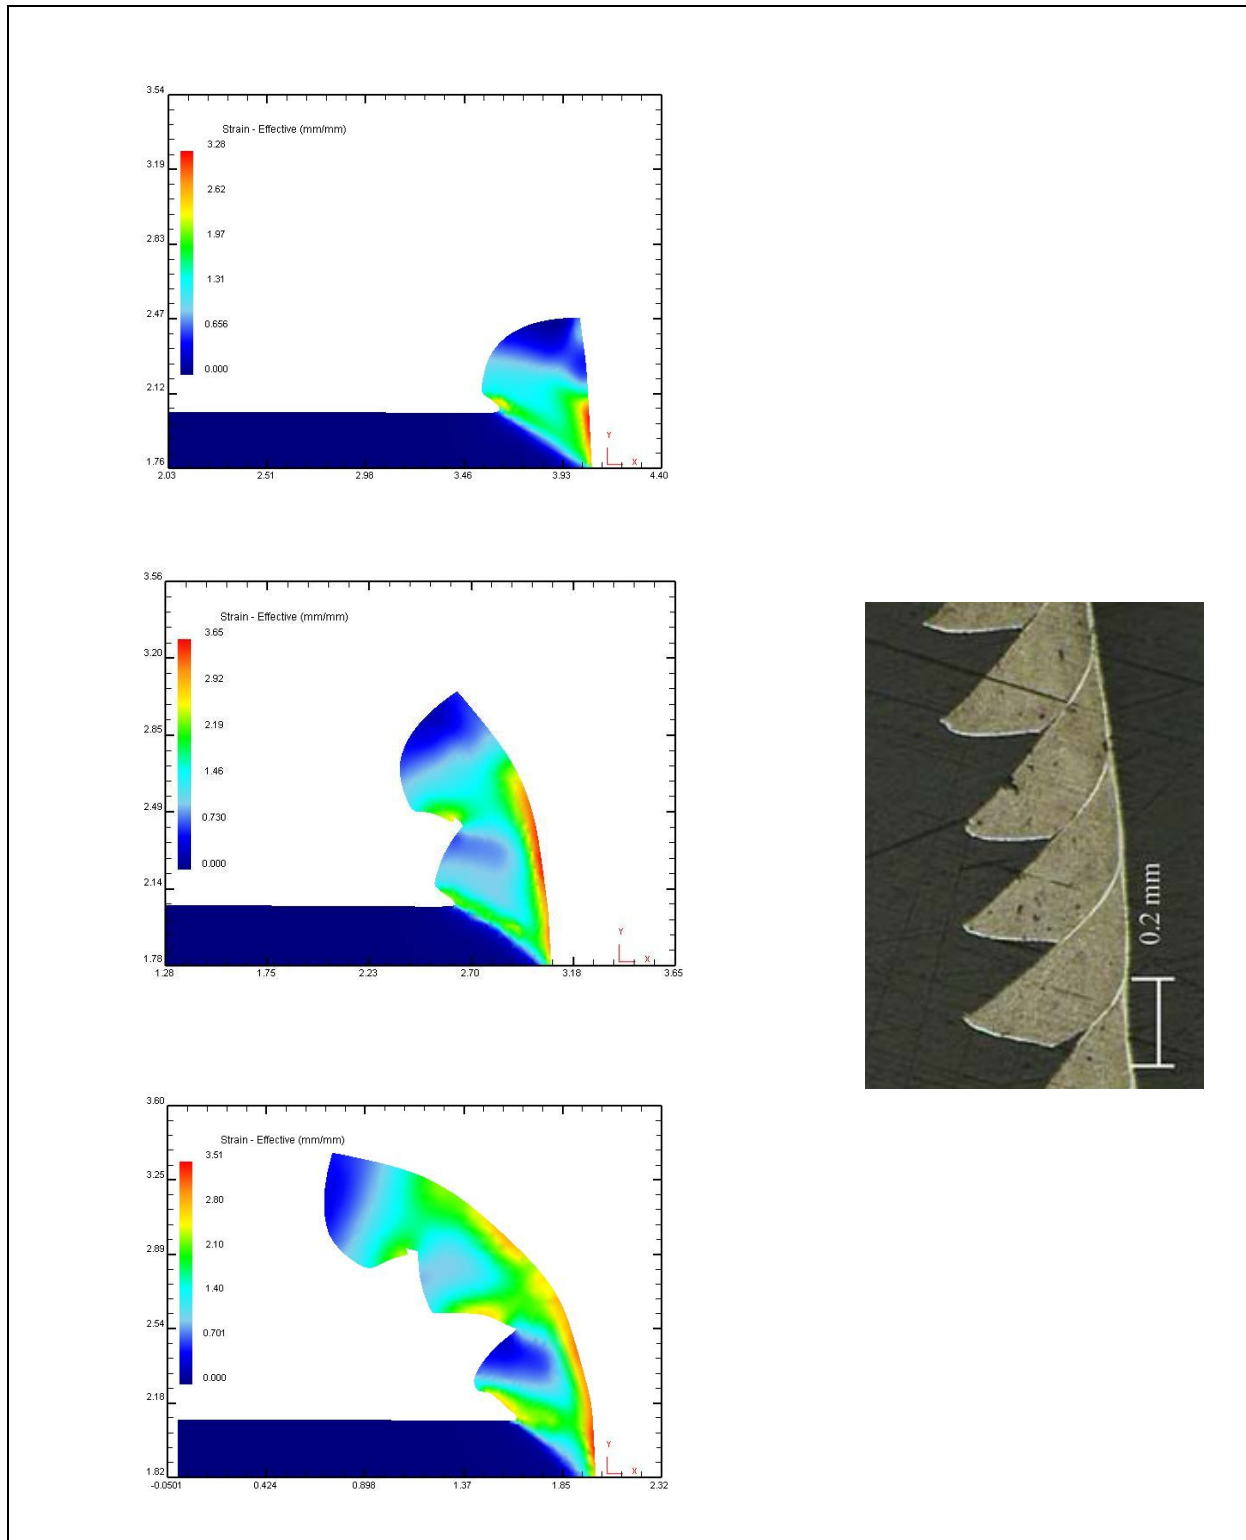 3.54
Strain - Effective (mm/mm)
3.28
3.19
2.62
2.83
1.97
1.31
2.47
0.656
0.000
2.12
Y
X
1.76
2.03 2.51 2.98 3.46 3.93 4.40
3.56
Strain - Effective (mm/mm)
3.65
3.20
2.92
2.85
2.19
1.46
2.49
0.730
0.000
2.14
Y
X
1.78
1.28 1.75 2.23 2.70 3.18 3.65
0.2 mm
3.60
Strain - Effective (mm/mm)
3.51
3.25
2.80
2.89
2.10
1.40
2.54
0.701
0.000
2.18
Y
X
1.82
-0.0501 0.424 0.898 1.37 1.85 2.32